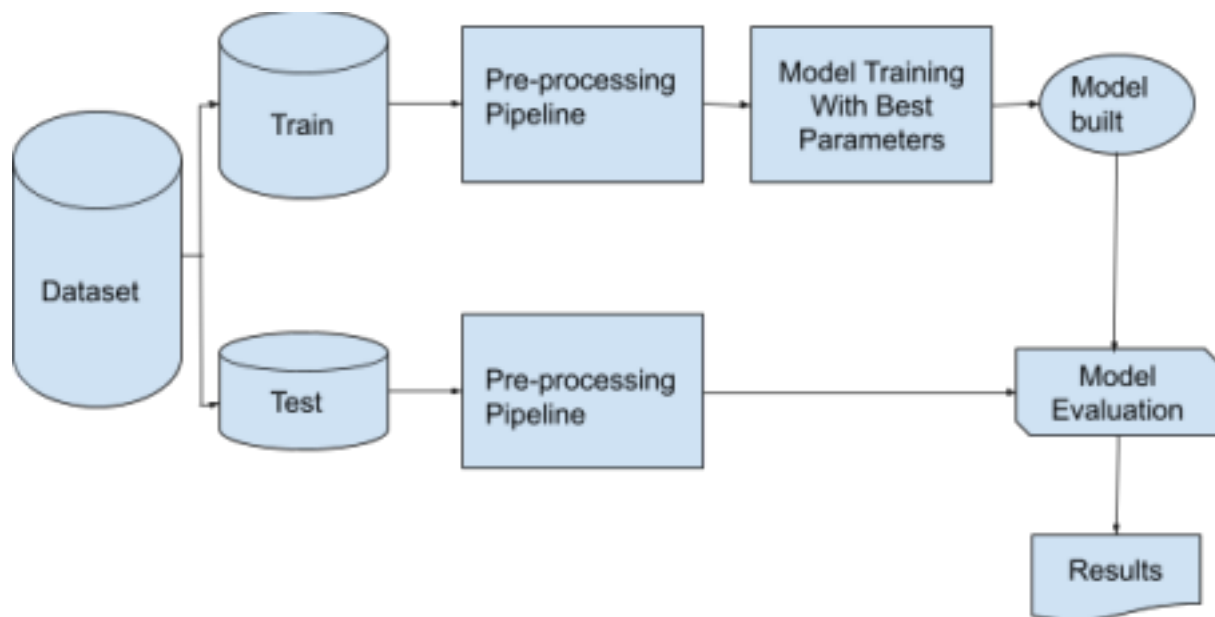 Dataset
Train
Pre-processing
Pipeline
Model Training
With Best
Parameters
Model
built
Test
Pre-processing
Pipeline
Model
Evaluation
Results